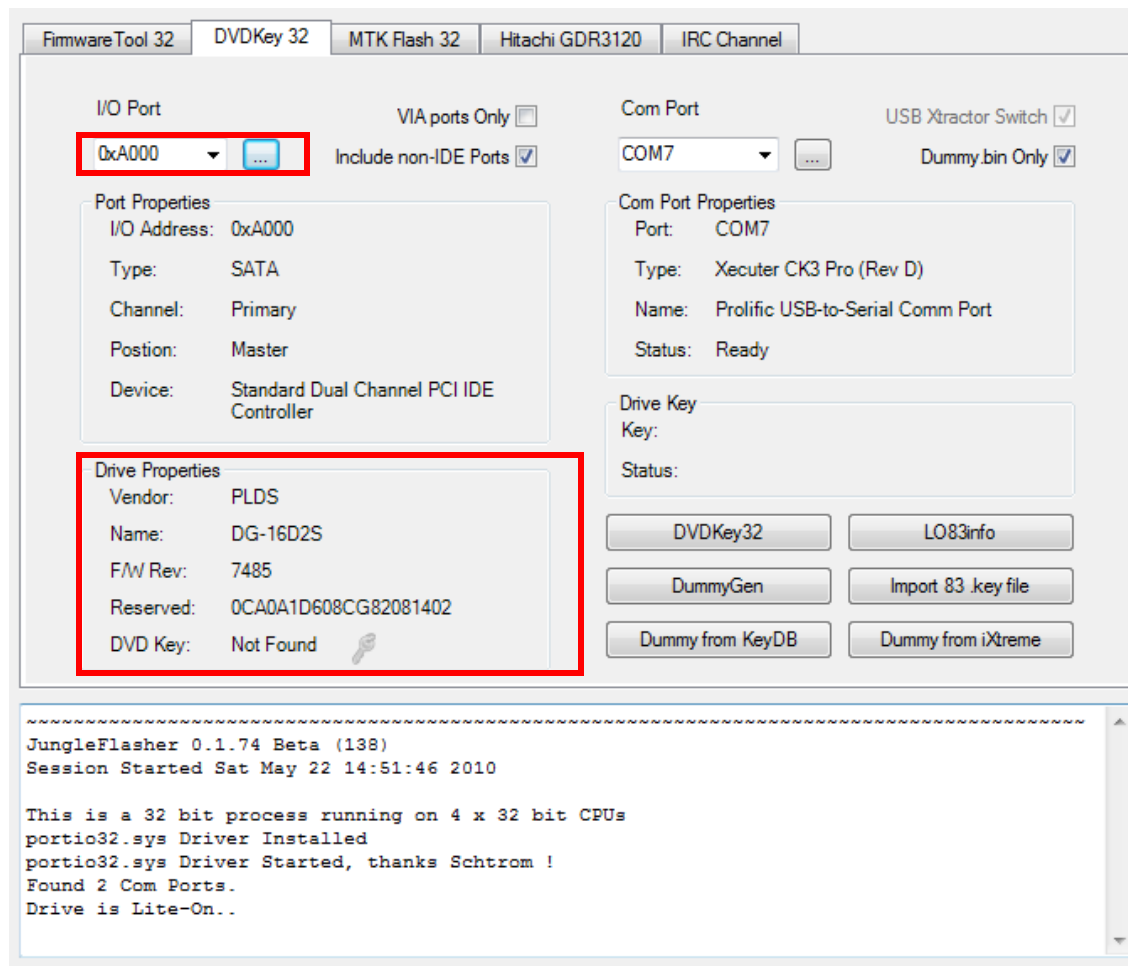 FirmwareTool 32 DVDKey 32 MTK Flash 32 Hitachi GDR3120 IRC Channel
I/O Port
VIA ports Only
0xA000 ... Include non-IDE Ports
Port Properties
I/O Address: 0xA000
Type: SATA
Channel: Primary
Postion: Master
Device: Standard Dual Channel PCI IDE
Controller
Drive Properties
Vendor: PLDS
Name: DG-16D2S
F/W Rev: 7485
Reserved: 0CA0A1D608CG82081402
DVD Key: Not Found
Com Port
USB Xtractor Switch
COM7 ... Dummy.bin Only
Com Port Properties
Port: COM7
Type: Xecuter CK3 Pro (Rev D)
Name: Prolific USB-to-Serial Comm Port
Status: Ready
Drive Key
Key:
Status:
DVDKey32 LO83info
DummyGen Import 83 .key file
Dummy from KeyDB Dummy from iXtreme
~~~~~~~~~~~~~~~~~~~~~~~~~~~~~~~~~~~~~~~~~~~~~~~~~~~~~~~~~~~~~~~~~~~~~~~~~~~~~~~~~~~~~~~~
JungleFlasher 0.1.74 Beta (138)
Session Started Sat May 22 14:51:46 2010
This is a 32 bit process running on 4 x 32 bit CPUs
portio32.sys Driver Installed
portio32.sys Driver Started, thanks Schtrom !
Found 2 Com Ports.
Drive is Lite-On..